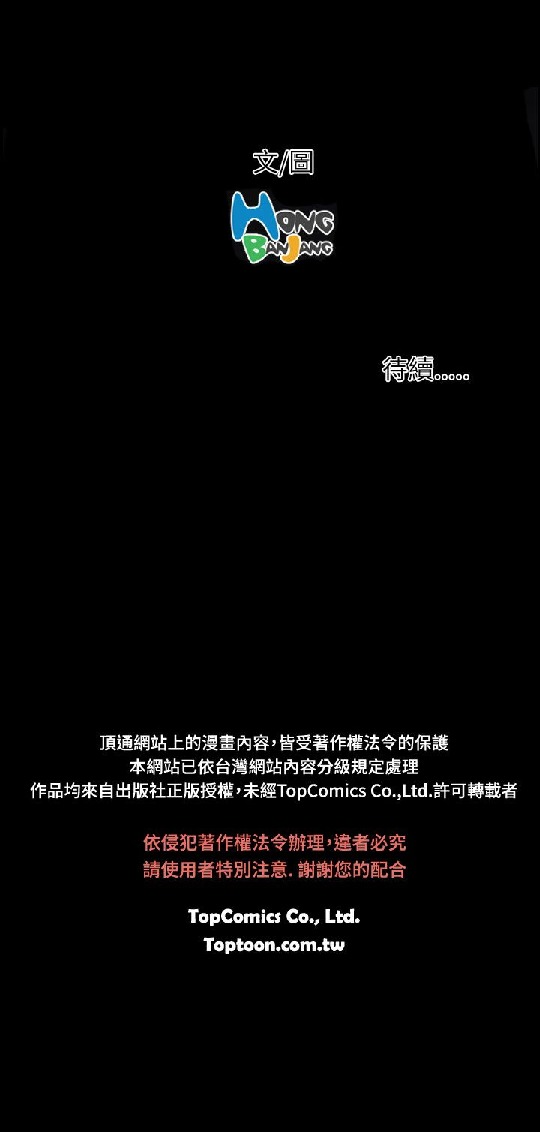 文/圖
HONG
BANJANG
待續.....
頂通網站上的漫畫內容,皆受著作權法令的保護
本網站已依台灣網站內容分級規定處理
作品均來自出版社正版授權,未經TopComics Co.,Ltd.許可轉載者
依侵犯著作權法令辦理,違者必究
請使用者特別注意. 謝謝您的配合
TopComics Co., Ltd.
Toptoon.com.tw